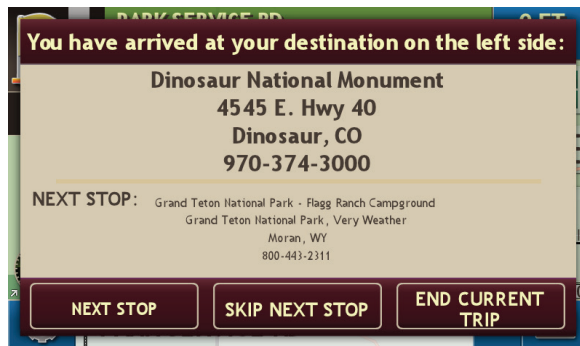 PARK SERVICE RD
0 FT
You have arrived at your destination on the left side:
Dinosaur National Monument
4545 E. Hwy 40
Dinosaur, CO
970-374-3000
NEXT STOP:
Grand Teton National Park - Flagg Ranch Campground
Grand Teton National Park, Very Weather
Moran, WY
800-443-2311
NEXT STOP
SKIP NEXT STOP
END CURRENT
TRIP